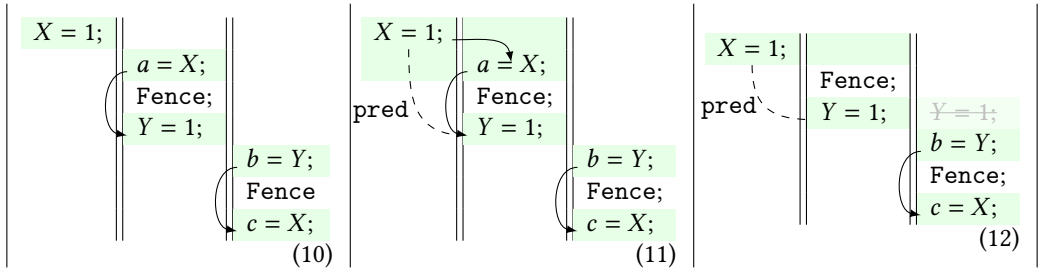 X = 1;
a = X;
Fence;
Y = 1;
b = Y;
Fence
c = X;
(10)
X = 1;
a = X;
Fence;
pred
Y = 1;
b = Y;
Fence;
c = X;
(11)
X = 1;
Fence;
pred
Y = 1;
Y = 1;
b = Y;
Fence;
c = X;
(12)